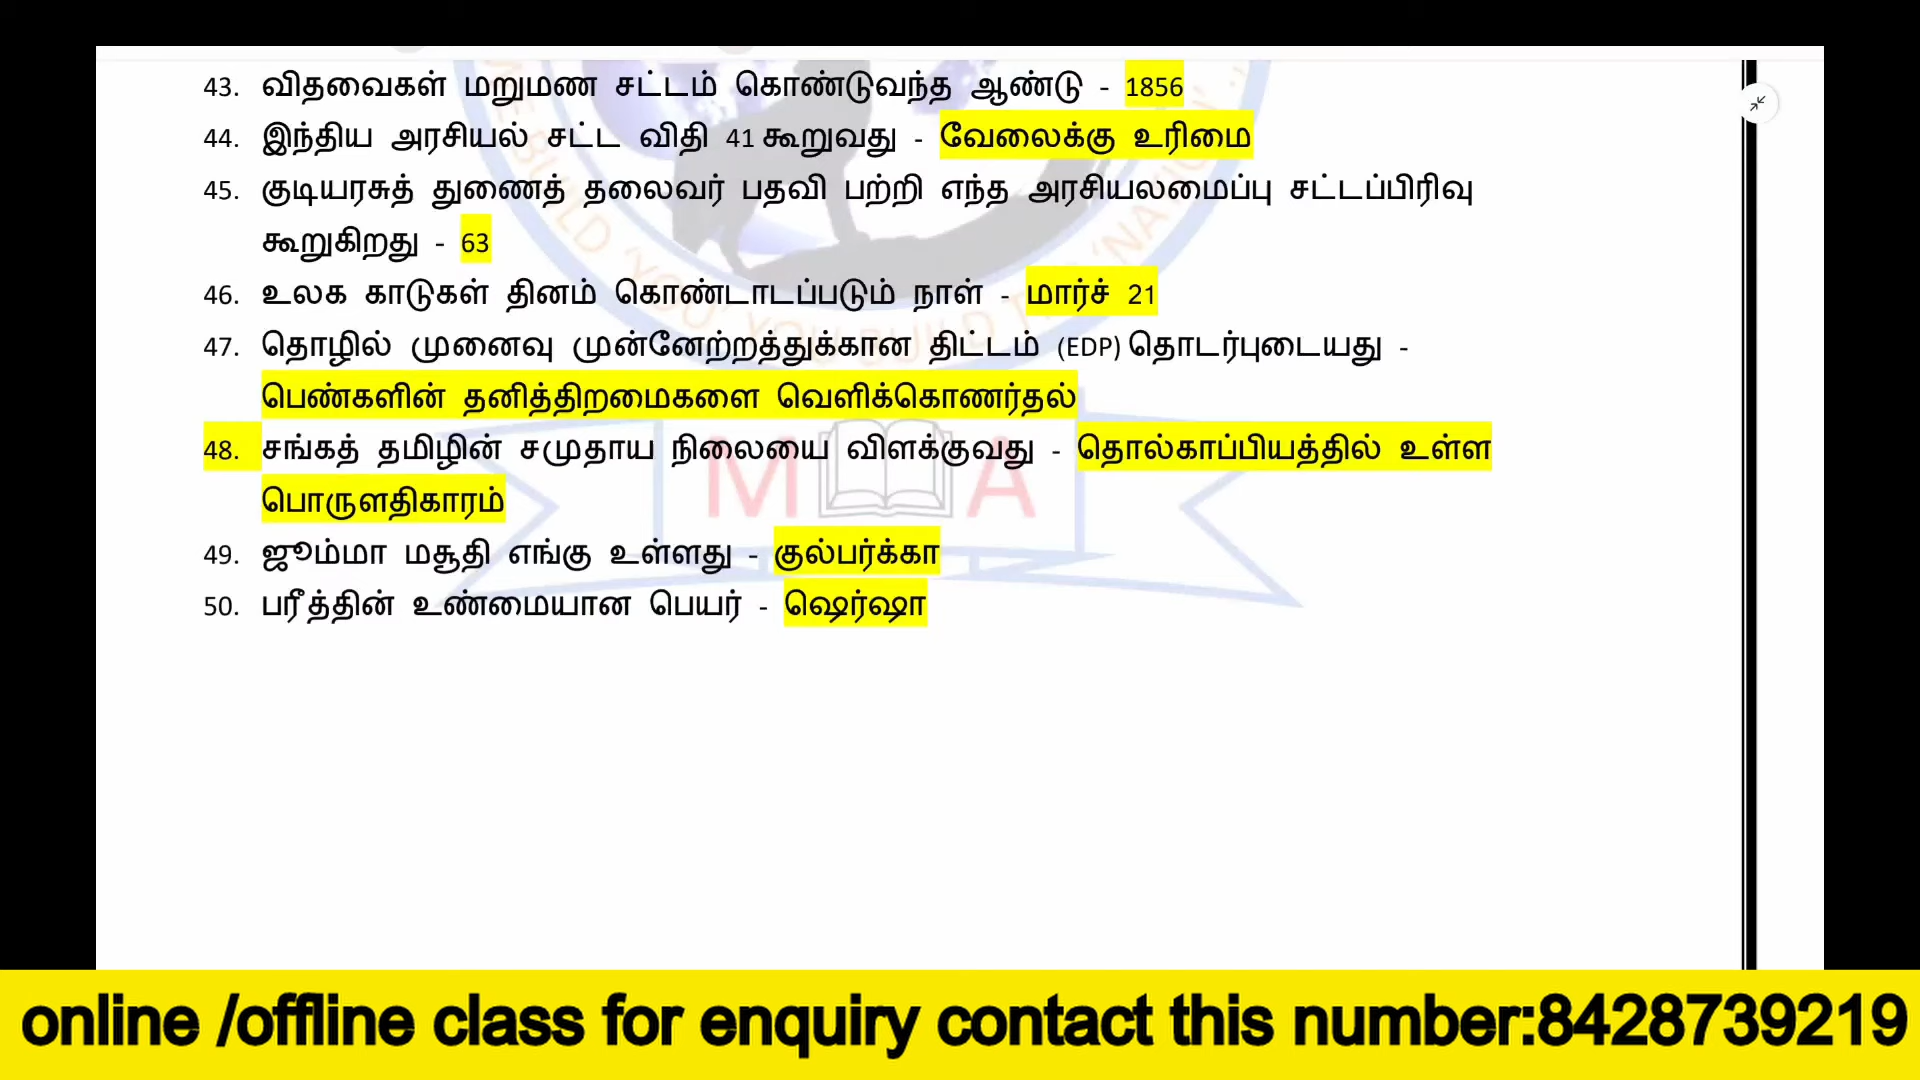 43. விதவைகள் மறுமண சட்டம் கொண்டுவந்த ஆண்டு - 1856
44. இந்திய அரசியல் சட்ட விதி 41 கூறுவது - வேலைக்கு உரிமை
45. குடியரசுத் துணைத் தலைவர் பதவி பற்றி எந்த அரசியலமைப்பு சட்டப்பிரிவு
கூறுகிறது - 63
46. உலக காடுகள் தினம் கொண்டாடப்படும் நாள் - மார்ச் 21
47. தொழில் முனைவு முன்னேற்றத்துக்கான திட்டம் (EDP) தொடர்புடையது -
பெண்களின் தனித்திறமைகளை வெளிக்கொணர்தல்
48. சங்கத் தமிழின் சமுதாய நிலையை விளக்குவது - தொல்காப்பியத்தில் உள்ள
பொருளதிகாரம்
49. ஜூம்மா மசூதி எங்கு உள்ளது - குல்பர்க்கா
50. பரீத்தின் உண்மையான பெயர் - ஷெர்ஷா
M A
online /offline class for enquiry contact this number:8428739219